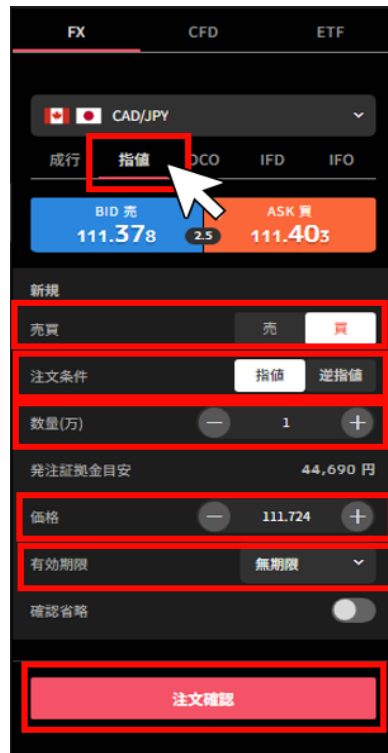 FX CFD ETF
CAD/JPY
成行 指値 OCO IFD IFO
BID 売 ASK 買
111.378 2.5 111.403
新規
売買 売 買
注文条件 指値 逆指値
数量(万) 1
発注証拠金目安 44,690 円
価格 111.724
有効期限 無期限
確認省略
注文確認